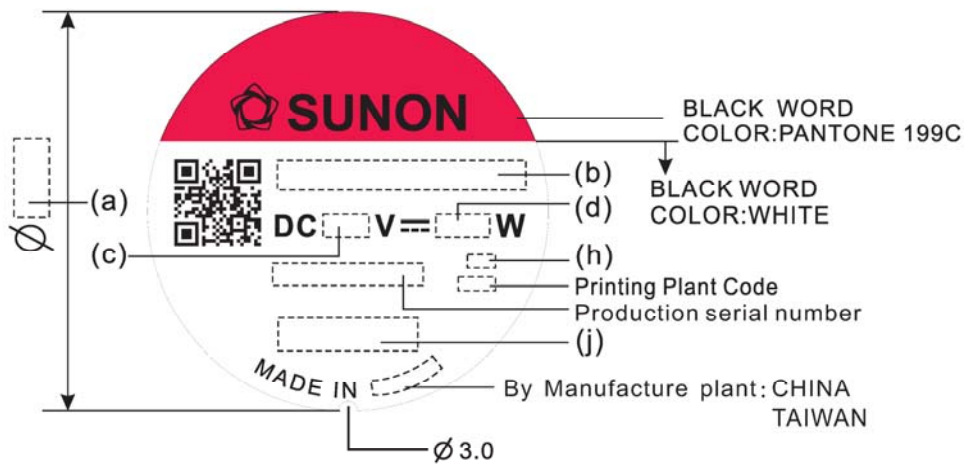 SUNON
BLACK WORD
COLOR:PANTONE 199C
BLACK WORD
COLOR:WHITE
(a)
(b)
DC V⎓ W
(d)
(c)
(h)
Printing Plant Code
Production serial number
(j)
MADE IN
By Manufacture plant: CHINA
TAIWAN
Ø
Ø 3.0